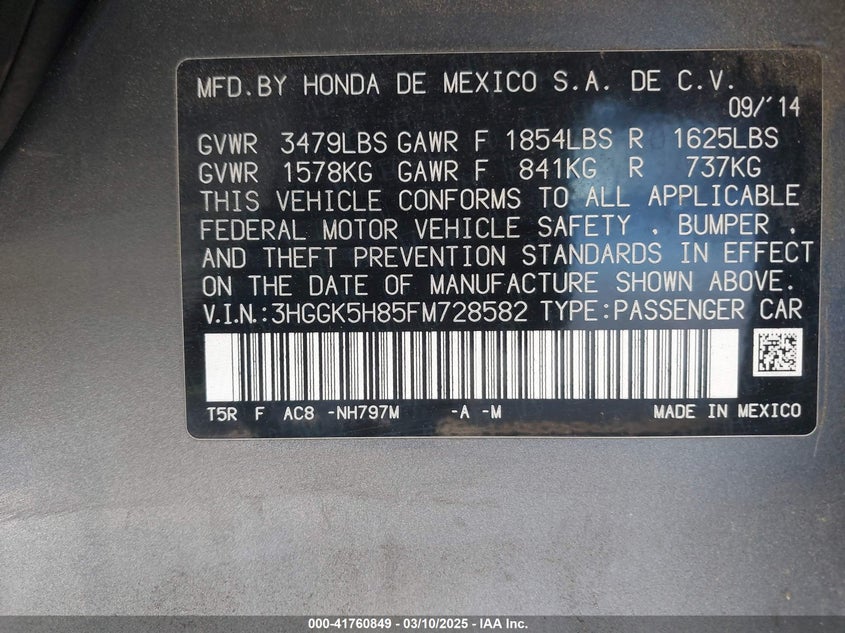 MFD.BY HONDA DE MEXICO S.A. DE C.V.
09/'14
GVWR 3479LBS GAWR F 1854LBS R 1625LBS
GVWR 1578KG GAWR F 841KG R 737KG
THIS VEHICLE CONFORMS TO ALL APPLICABLE
FEDERAL MOTOR VEHICLE SAFETY , BUMPER ,
AND THEFT PREVENTION STANDARDS IN EFFECT
ON THE DATE OF MANUFACTURE SHOWN ABOVE.
V.I.N.:3HGGK5H85FM728582 TYPE:PASSENGER CAR
T5R F AC8 -NH797M -A -M MADE IN MEXICO
000-41760849 - 03/10/2025 - IAA Inc.